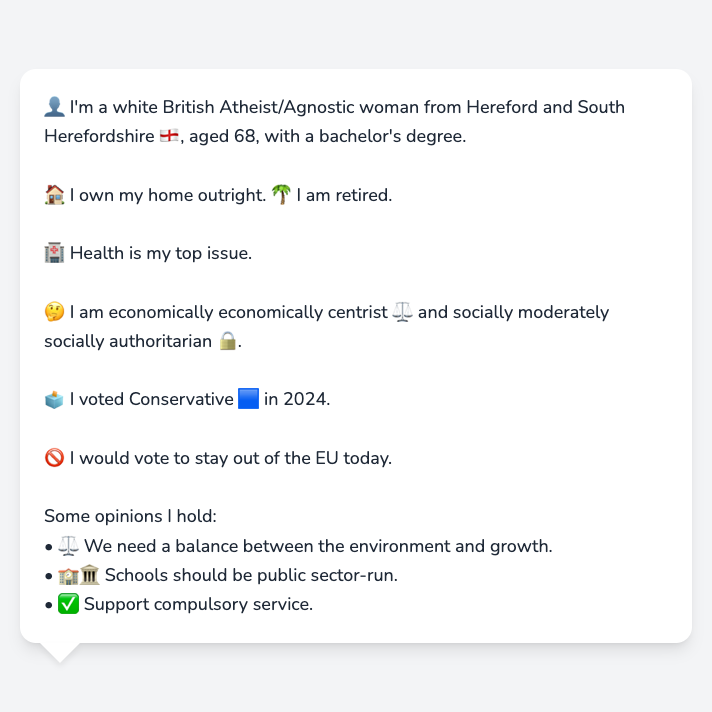 👤 I'm a white British Atheist/Agnostic woman from Hereford and South
Herefordshire 🏴󠁧󠁢󠁥󠁮󠁧󠁿, aged 68, with a bachelor's degree.
🏠 I own my home outright. 🌴 I am retired.
🏥 Health is my top issue.
🤔 I am economically economically centrist ⚖️ and socially moderately
socially authoritarian 🔒.
🗳️ I voted Conservative 🟦 in 2024.
🚫 I would vote to stay out of the EU today.
Some opinions I hold:
• ⚖️ We need a balance between the environment and growth.
• 🏫🏛️ Schools should be public sector-run.
• ✅ Support compulsory service.